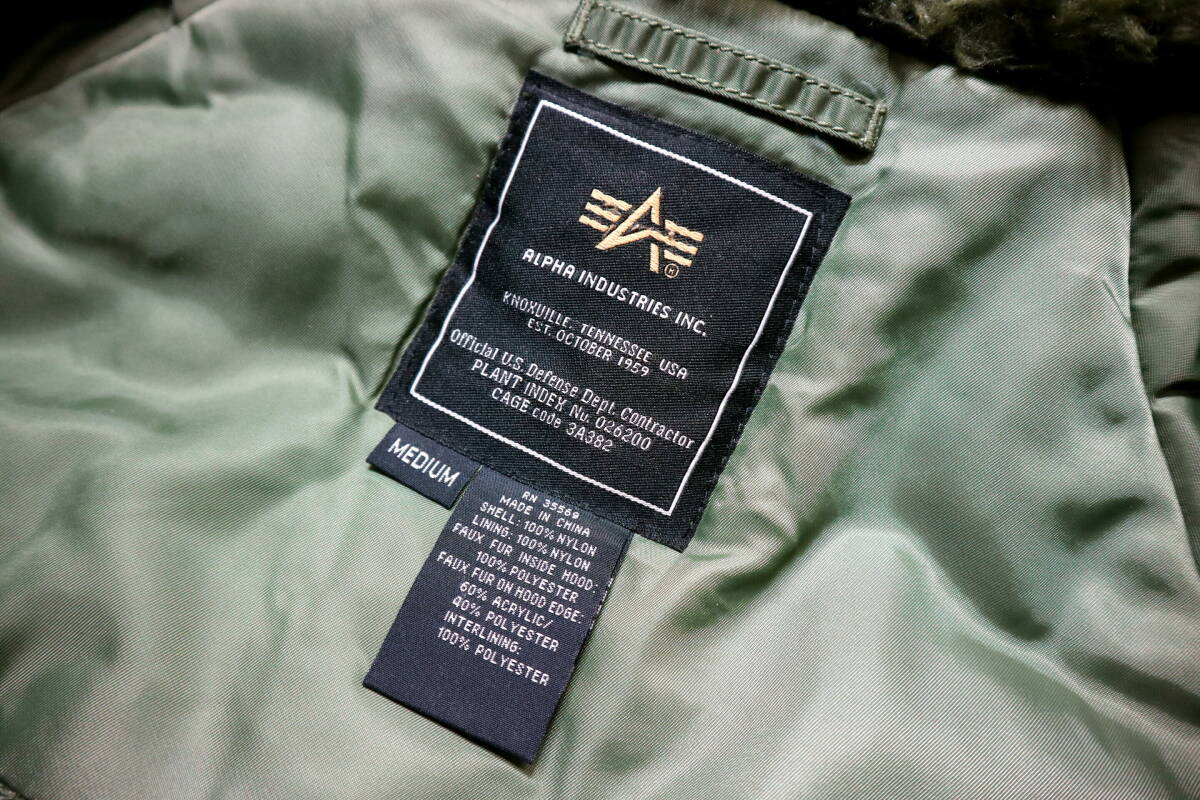 ALPHA INDUSTRIES INC.
KNOXVILLE, TENNESSEE USA
EST. OCTOBER 1959
Official U.S. Defense Dept. Contractor
PLANT INDEX No. 026200
CAGE code 3A382
MEDIUM
RN 35569
MADE IN CHINA
SHELL: 100% NYLON
LINING: 100% NYLON
FAUX FUR INSIDE HOOD:
100% POLYESTER
FAUX FUR ON HOOD EDGE:
60% ACRYLIC/
40% POLYESTER
INTERLINING:
100% POLYESTER